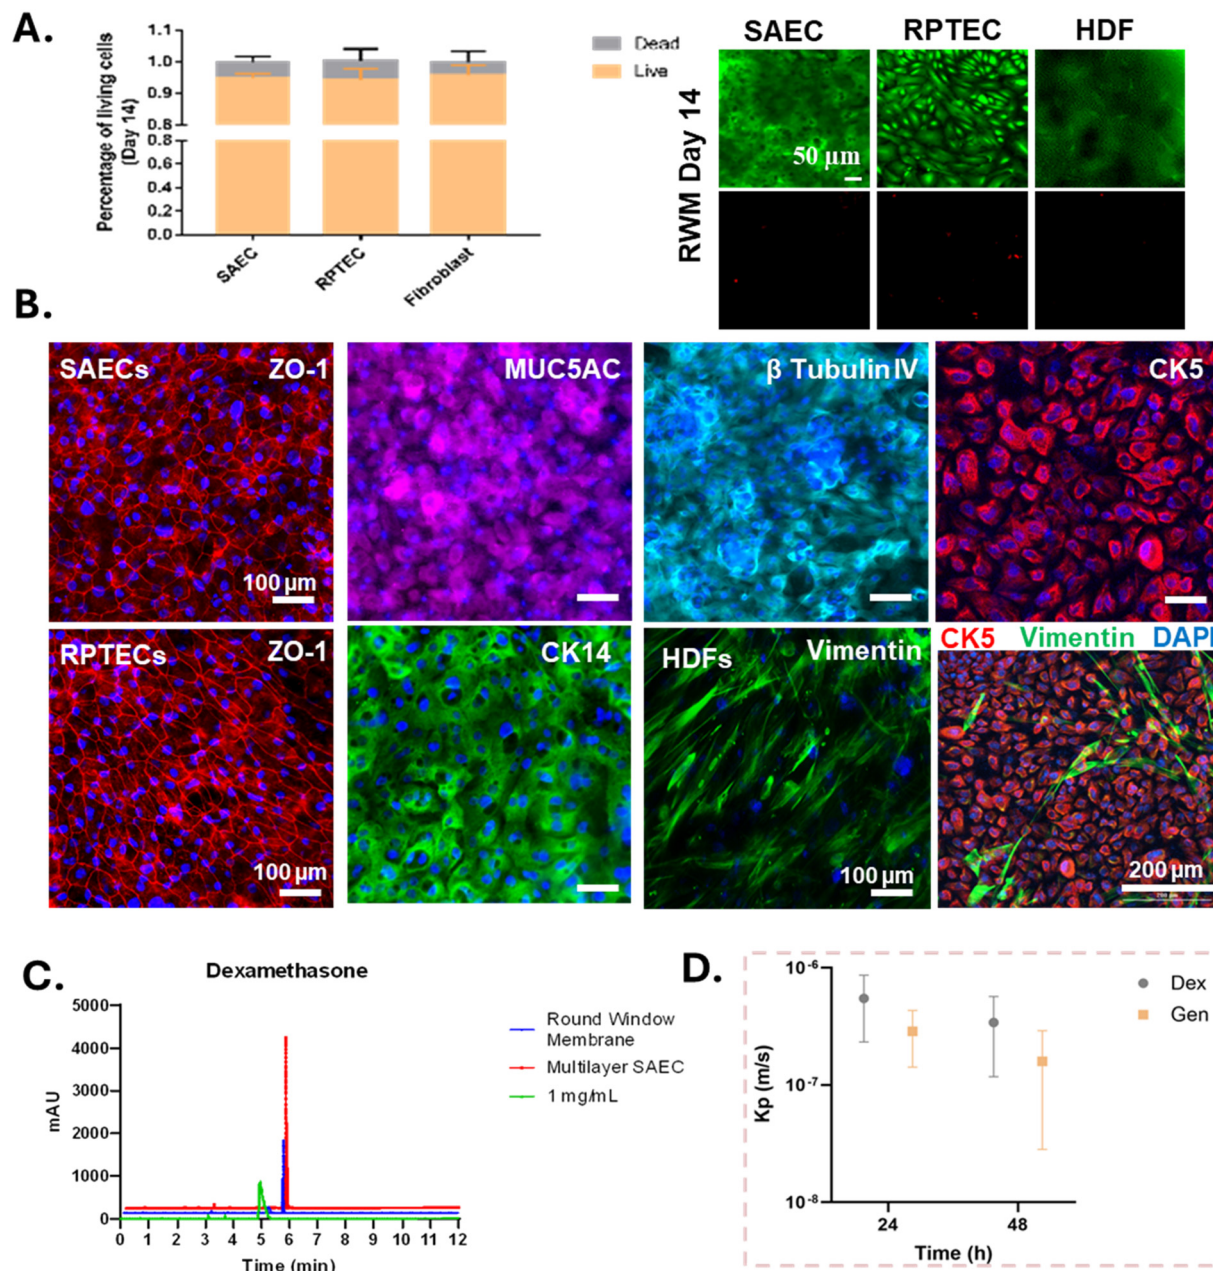 A.
Percentage of living cells
(Day 14)
1.1
1.0
0.9
0.8
0.8
0.6
0.4
0.2
0.0
SAEC
RPTEC
Fibroblast
Dead
Live
SAEC
RPTEC
HDF
RWM Day 14
50 µm
B.
SAECs
ZO-1
100 µm
MUC5AC
β Tubulin IV
CK5
RPTECs
ZO-1
100 µm
CK14
HDFs
Vimentin
100 µm
CK5 Vimentin DAPI
200 µm
C.
Dexamethasone
mAU
5000
4000
3000
2000
1000
0
0 1 2 3 4 5 6 7 8 9 10 11 12
Time (min)
Round Window
Membrane
Multilayer SAEC
1 mg/mL
D.
Kp (m/s)
10-6
10-7
10-8
24
48
Time (h)
Dex
Gen